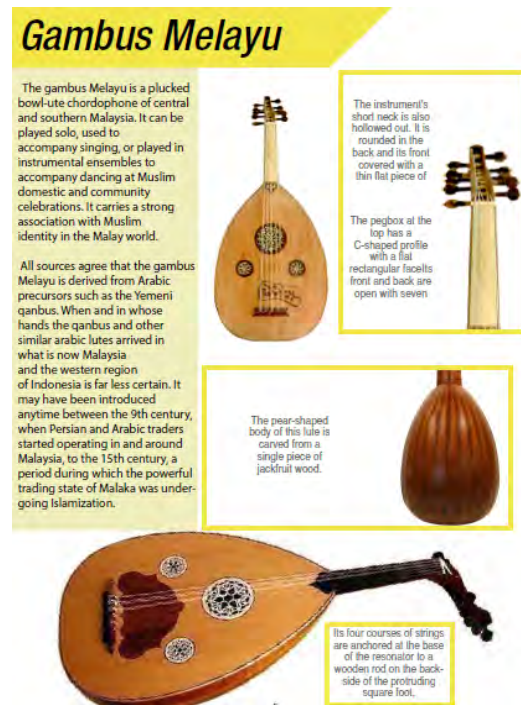 Gambus Melayu
The gambus Melayu is a plucked
bowl-ute chordophone of central
and southern Malaysia. It can be
played solo, used to
accompany singing, or played in
instrumental ensembles to
accompany dancing at Muslim
domestic and community
celebrations. It carries a strong
association with Muslim
identity in the Malay world.
All sources agree that the gambus
Melayu is derived from Arabic
precursors such as the Yemeni
qanbus. When and in whose
hands the qanbus and other
similar arabic lutes arrived in
what is now Malaysia
and the western region
of Indonesia is far less certain. It
may have been introduced
anytime between the 9th century,
when Persian and Arabic traders
started operating in and around
Malaysia, to the 15th century, a
period during which the powerful
trading state of Malaka was under-
going Islamization.
The instrument's
short neck is also
hollowed out. It is
rounded in the
back and its front
covered with a
thin flat piece of
The pegbox at the
top has a
C-shaped profile
with a flat
rectangular facelts
front and back are
open with seven
The pear-shaped
body of this lute is
carved from a
single piece of
jackfruit wood.
Its four courses of strings
are anchored at the base
of the resonator to a
wooden rod on the back-
side of the protruding
square foot.